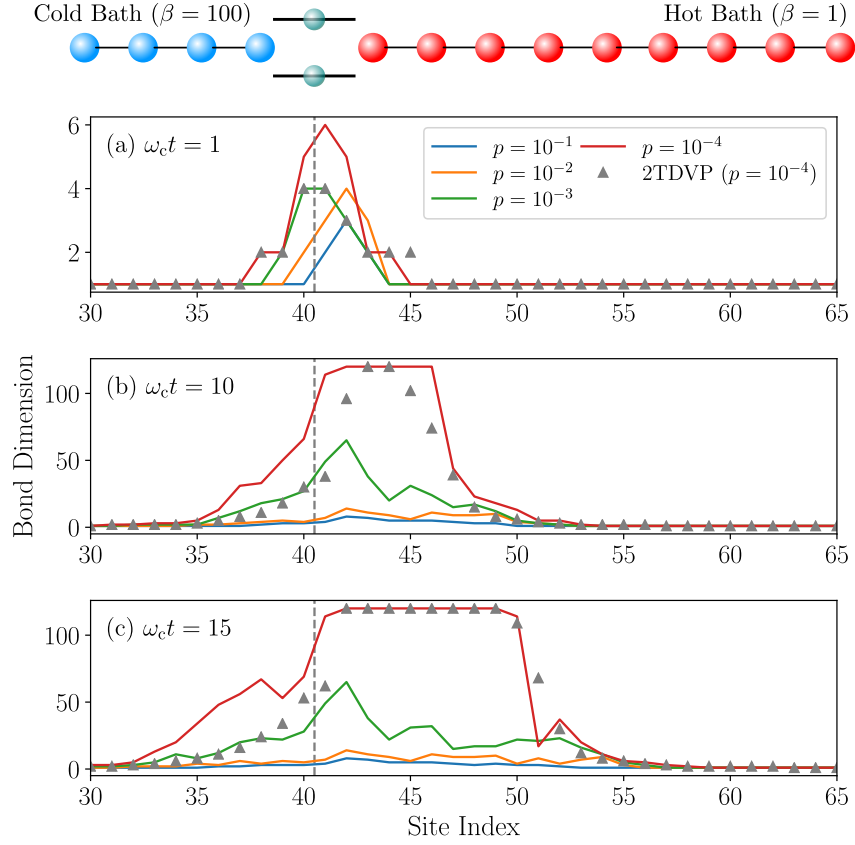 Cold Bath (β = 100)
Hot Bath (β = 1)
(a) ω_c t = 1
p = 10⁻¹
p = 10⁻²
p = 10⁻³
p = 10⁻⁴
2TDVP (p = 10⁻⁴)
6
4
2
30 35 40 45 50 55 60 65
(b) ω_c t = 10
100
50
0
30 35 40 45 50 55 60 65
Bond Dimension
(c) ω_c t = 15
100
50
0
30 35 40 45 50 55 60 65
Site Index